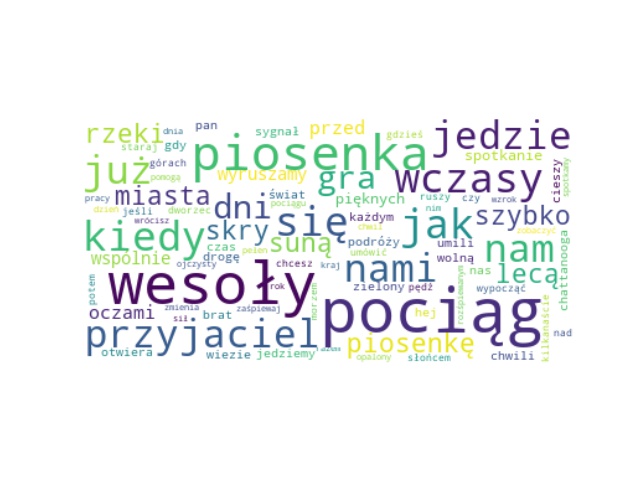 rzeki dnia pan sygnał przed gdzieś jedzie
staraj gdy piosenka spotkanie
już górach pomogą wyruszamy gra wczasy cieszy spotkany
pracy miasta świat pięknych ruszy czy wzrok
dzień jeśli dworzec dni pociągu się każdym jak nim szybko
wrócisz skry chwil zobaczyć
kiedy czas suną umówić podróży umili nam chattanooga
wspólnie drogę pełen wolną
ojczysty chcesz kraj nami nas lecą
potem wesoły rok morzem zielony pędź rozśpiewanym wypocząć
oczami zmienia zaśpiewaj pociąg hej kilkanaście
sił brat
przyjaciel razem piosenkę nad
otwiera wiezie jedziemy opalony słońcem chwili